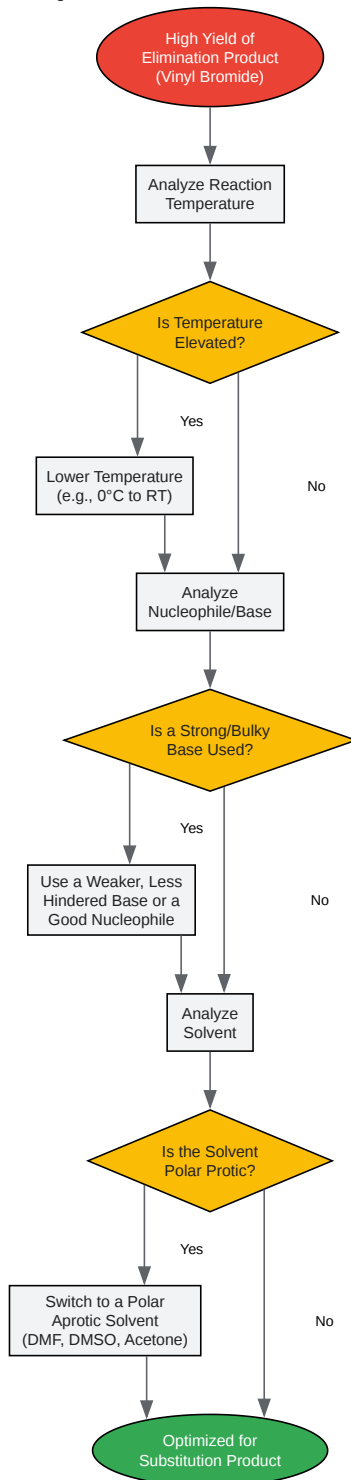 High Yield of
Elimination Product
(Vinyl Bromide)
Analyze Reaction
Temperature
Is Temperature
Elevated?
Yes
Lower Temperature
(e.g., 0°C to RT)
No
Analyze
Nucleophile/Base
Is a Strong/Bulky
Base Used?
Yes
Use a Weaker, Less
Hindered Base or a
Good Nucleophile
No
Analyze
Solvent
Is the Solvent
Polar Protic?
Yes
Switch to a Polar
Aprotic Solvent
(DMF, DMSO, Acetone)
No
Optimized for
Substitution Product